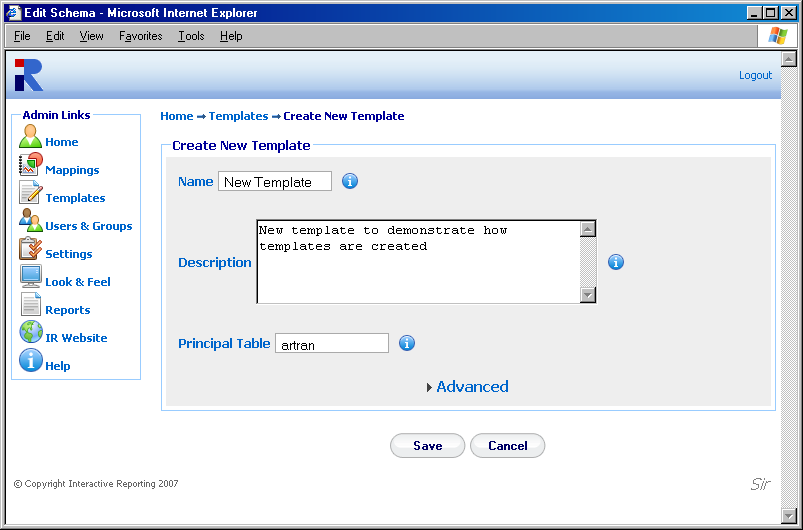 Edit Schema - Microsoft Internet Explorer
File Edit View Favorites Tools Help
R
Logout
Admin Links
Home
Mappings
Templates
Users & Groups
Settings
Look & Feel
Reports
IR Website
Help
Home → Templates → Create New Template
Create New Template
Name New Template
Description New template to demonstrate how
templates are created
Principal Table artran
Advanced
Save Cancel
© Copyright Interactive Reporting 2007
Sir